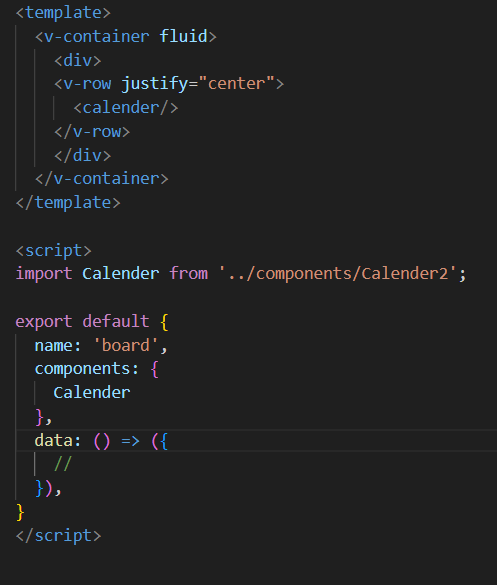 <template>
  <v-container fluid>
    <div>
    <v-row justify="center">
      <calender/>
    </v-row>
    </div>
  </v-container>
</template>

<script>
import Calender from '../components/Calender2';

export default {
  name: 'board',
  components: {
    Calender
  },
  data: () => ({
    //
  }),
}
</script>